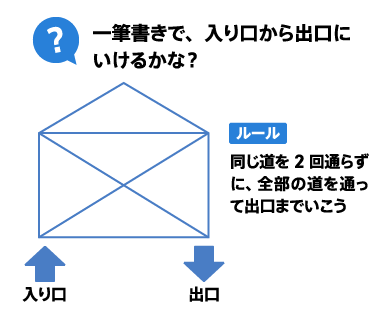 ?
一筆書きで、入り口から出口に
いけるかな?
ルール
同じ道を 2 回通らず
に、全部の道を通っ
て出口までいこう
入り口
出口